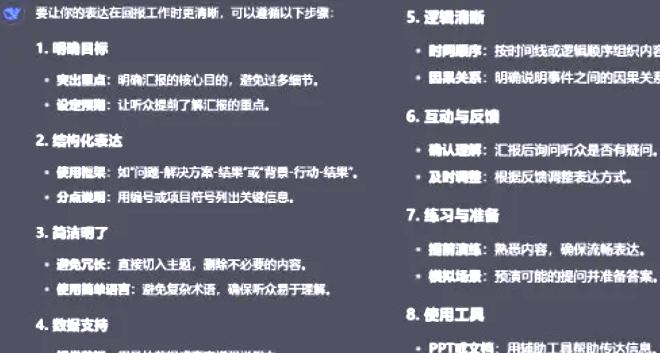 要让你的表达在回报工作时更清晰，可以遵循以下步骤：
1. 明确目标
• 突出重点：明确汇报的核心目的，避免过多细节。
• 设定预期：让听众提前了解汇报的重点。
2. 结构化表达
• 使用框架：如“问题-解决方案-结果”或“背景-行动-结果”。
• 分点说明：用编号或项目符号列出关键信息。
3. 简洁明了
• 避免冗长：直接切入主题，删除不必要的内容。
• 使用简单语言：避免复杂术语，确保听众易于理解。
4. 数据支持
5. 逻辑清晰
• 时间顺序：按时间线或逻辑顺序组织内容
• 因果关系：明确说明事件之间的因果关系
6. 互动与反馈
• 确认理解：汇报后询问听众是否有疑问。
• 及时调整：根据反馈调整表达方式。
7. 练习与准备
• 提前演练：熟悉内容，确保流畅表达。
• 模拟场景：预演可能的提问并准备答案。
8. 使用工具
• PPT或文档：用辅助工具帮助传达信息。